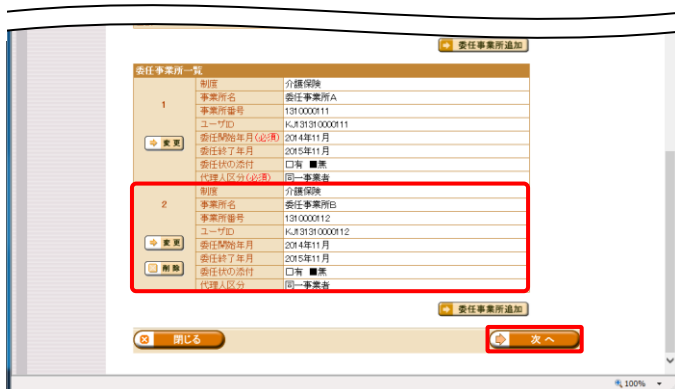 委任事業所追加
委任事業所一覧
1
変更
制度 介護保険
事業所名 委任事業所A
事業所番号 1310000111
ユーザID KJ131310000111
委任開始年月(必須) 2014年11月
委任終了年月 2015年11月
委任状の添付 □有 ■無
代理人区分(必須) 同一事業者
2
変更
削除
制度 介護保険
事業所名 委任事業所B
事業所番号 1310000112
ユーザID KJ131310000112
委任開始年月 2014年11月
委任終了年月 2015年11月
委任状の添付 □有 ■無
代理人区分 同一事業者
委任事業所追加
閉じる
次へ
100%